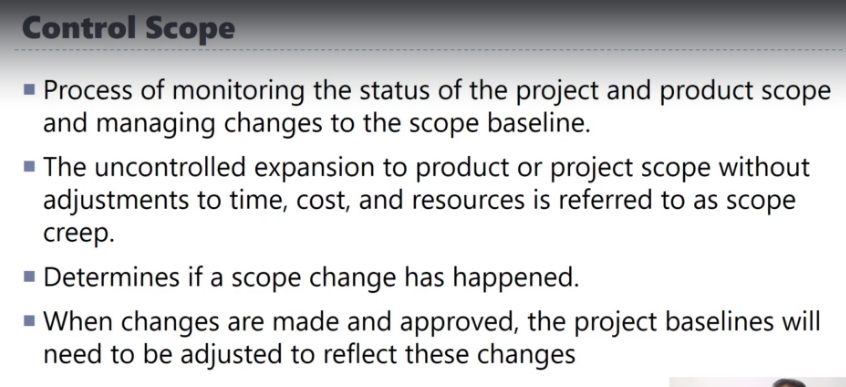 Control Scope
Process of monitoring the status of the project and product scope
and managing changes to the scope baseline.
The uncontrolled expansion to product or project scope without
adjustments to time, cost, and resources is referred to as scope
creep.
Determines if a scope change has happened.
When changes are made and approved, the project baselines will
need to be adjusted to reflect these changes